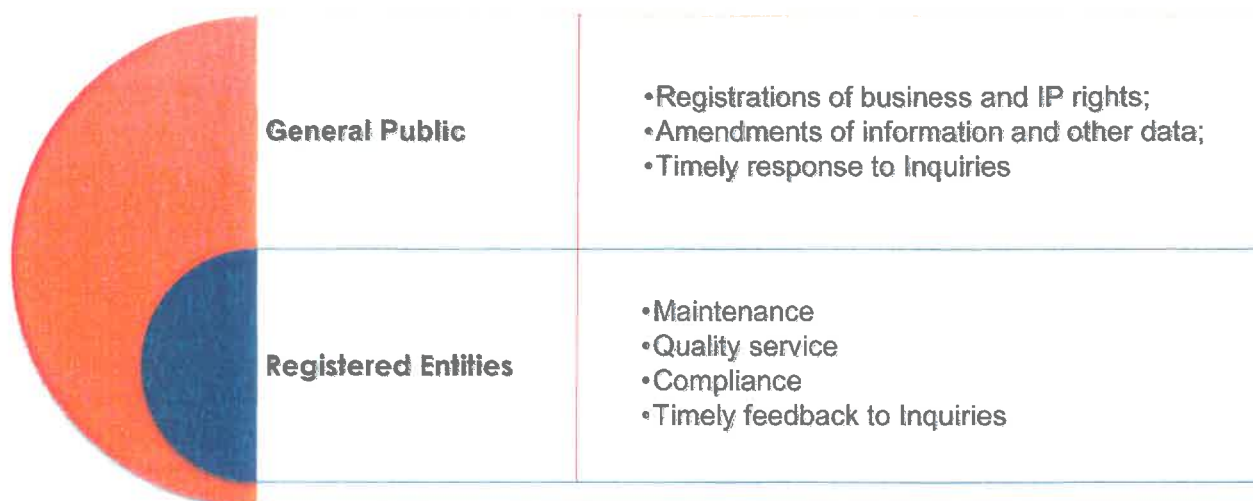 General Public
•Registrations of business and IP rights;
•Amendments of information and other data;
•Timely response to Inquiries
Registered Entities
•Maintenance
•Quality service
•Compliance
•Timely feedback to Inquiries